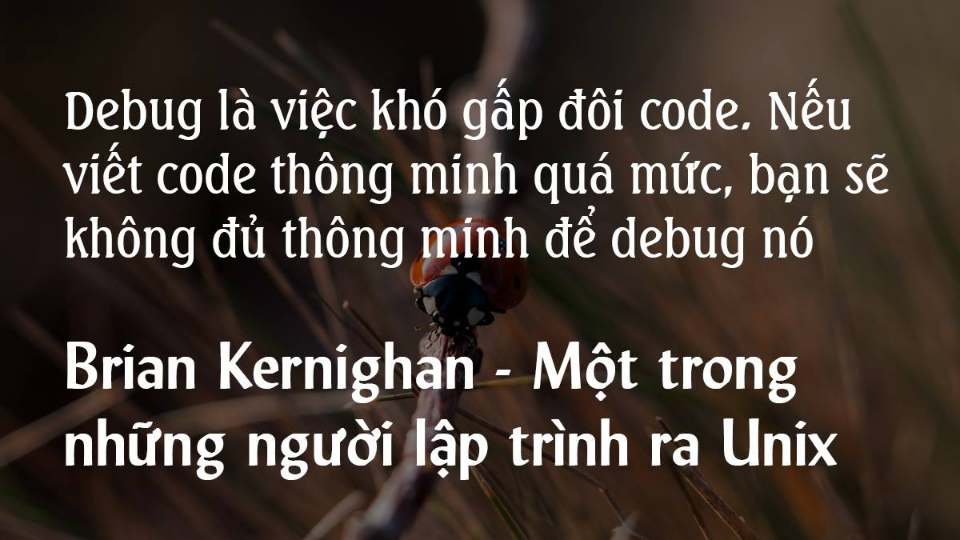 Debug là việc khó gấp đôi code. Nếu
viết code thông minh quá mức, bạn sẽ
không đủ thông minh để debug nó
Brian Kernighan - Một trong
những người lập trình ra Unix